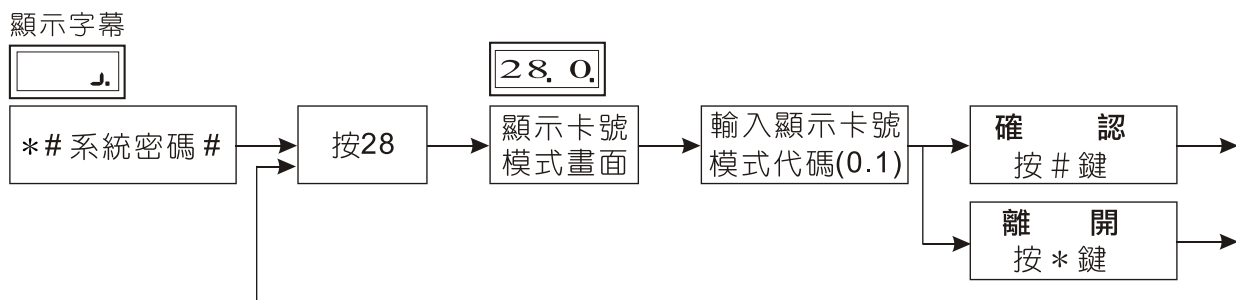 顯示字幕
28. 0.
*#系統密碼#
按28
顯示卡號
模式畫面
輸入顯示卡號
模式代碼(0.1)
確 認
按#鍵
離 開
按*鍵